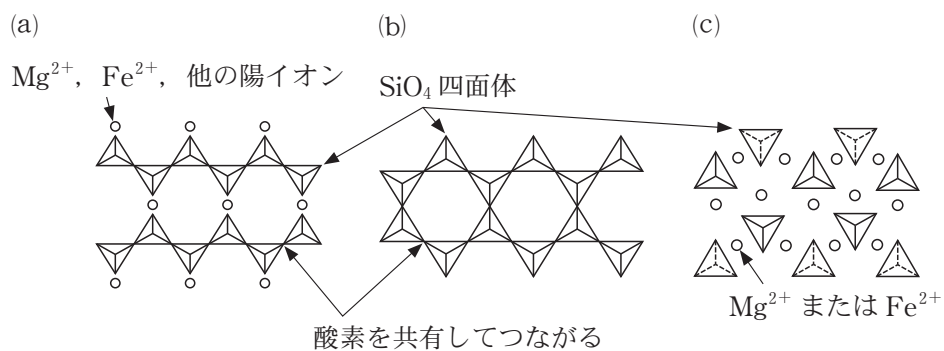 (a)
(b)
(c)
Mg²⁺, Fe²⁺, 他の陽イオン
SiO₄ 四面体
Mg²⁺ または Fe²⁺
酸素を共有してつながる